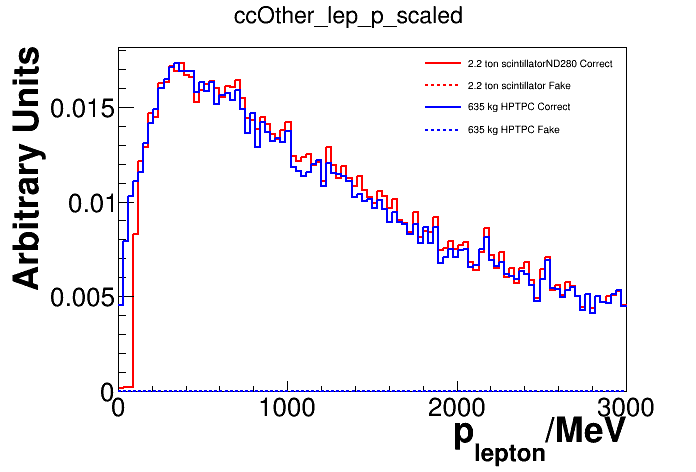 ccOther_lep_p_scaled
Arbitrary Units
0.015
0.01
0.005
0
2.2 ton scintillatorND280 Correct
2.2 ton scintillator Fake
635 kg HPTPC Correct
635 kg HPTPC Fake
0 1000 2000 3000
plepton/MeV